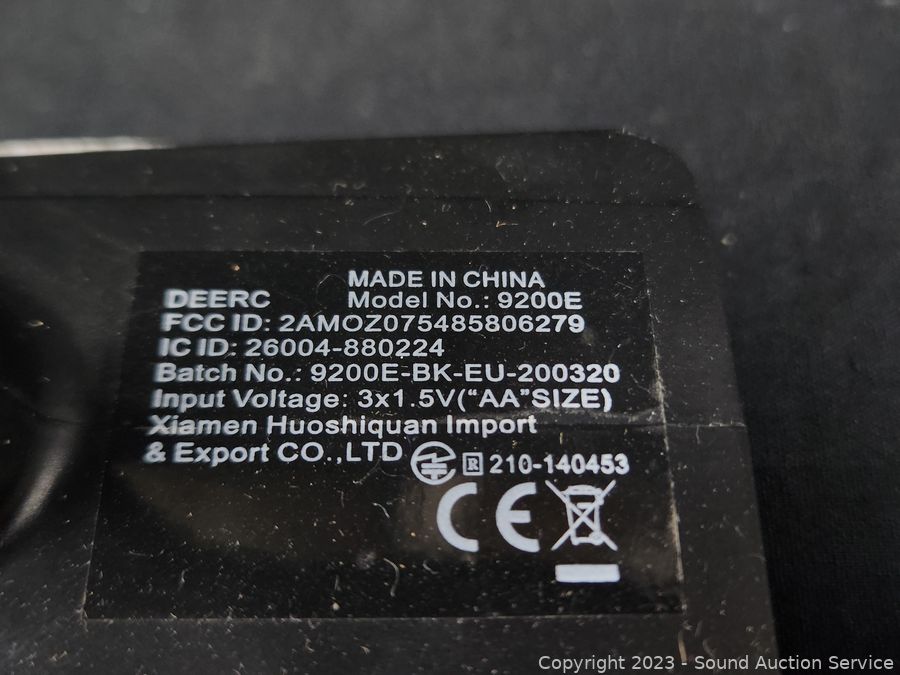 MADE IN CHINA
DEERC Model No.: 9200E
FCC ID: 2AMOZ075485806279
IC ID: 26004-880224
Batch No.: 9200E-BK-EU-200320
Input Voltage: 3x1.5V(“AA”SIZE)
Xiamen Huoshiquan Import
& Export CO.,LTD
R 210-140453
CE
Copyright 2023 - Sound Auction Service